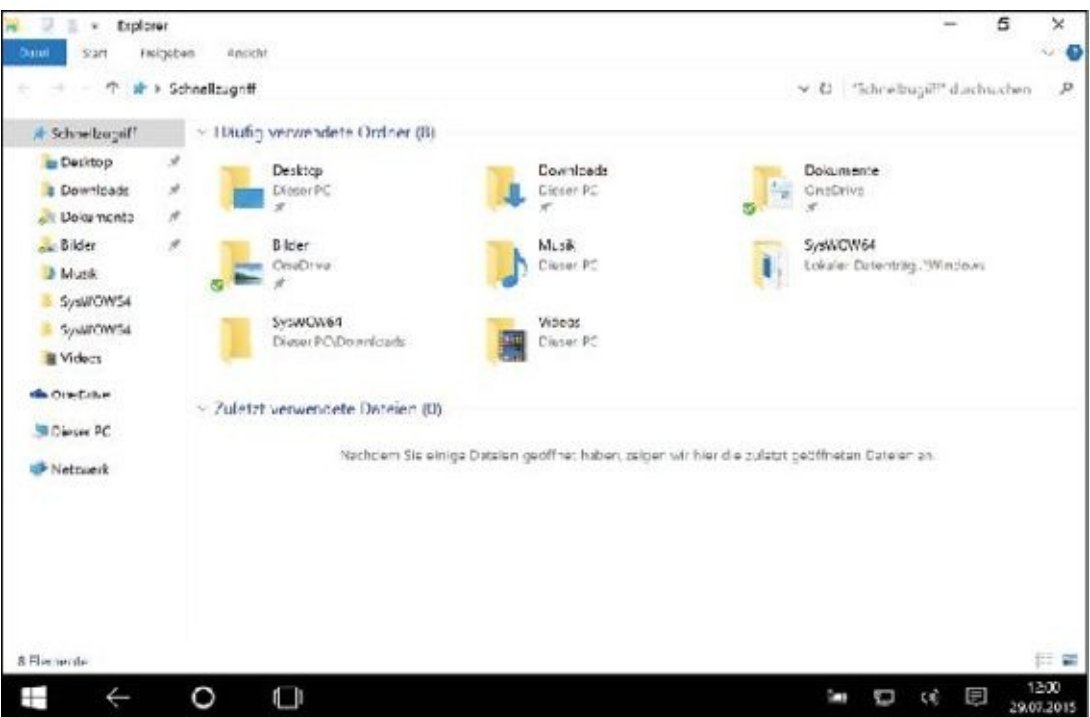 Explorer
Datei Start Freigeben Ansicht
Schnellzugriff "Schnellzugriff" durchsuchen
Schnellzugriff
Desktop
Downloads
Dokumente
Bilder
Musik
SysWOW64
SysWOW64
Videos
OneDrive
Dieser PC
Netzwerk
Häufig verwendete Ordner (8)
Desktop
Dieser PC
Downloads
Dieser PC
Dokumente
OneDrive
Bilder
OneDrive
Musik
Dieser PC
SysWOW64
Lokaler Datenträg...\Windows
SysWOW64
Dieser PC\Downloads
Videos
Dieser PC
Zuletzt verwendete Dateien (0)
Nachdem Sie einige Dateien geöffnet haben, zeigen wir hier die zuletzt geöffneten Dateien an.
8 Elemente
12:00
29.07.2015